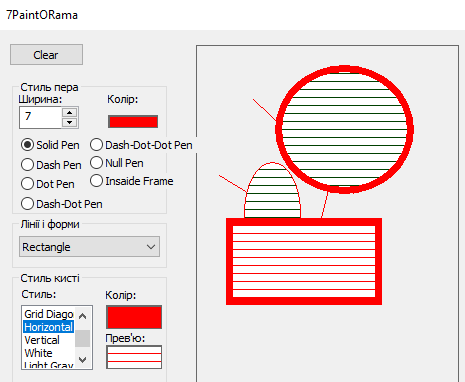 7PaintORama
Clear
Стиль пера
Ширина: Колір:
7
Solid Pen Dash-Dot-Dot Pen
Dash Pen Null Pen
Dot Pen Insaide Frame
Dash-Dot Pen
Лінії і форми
Rectangle
Стиль кисті
Стиль: Колір:
Grid Diago
Horizontal
Vertical Прев'ю:
White
Light Gray